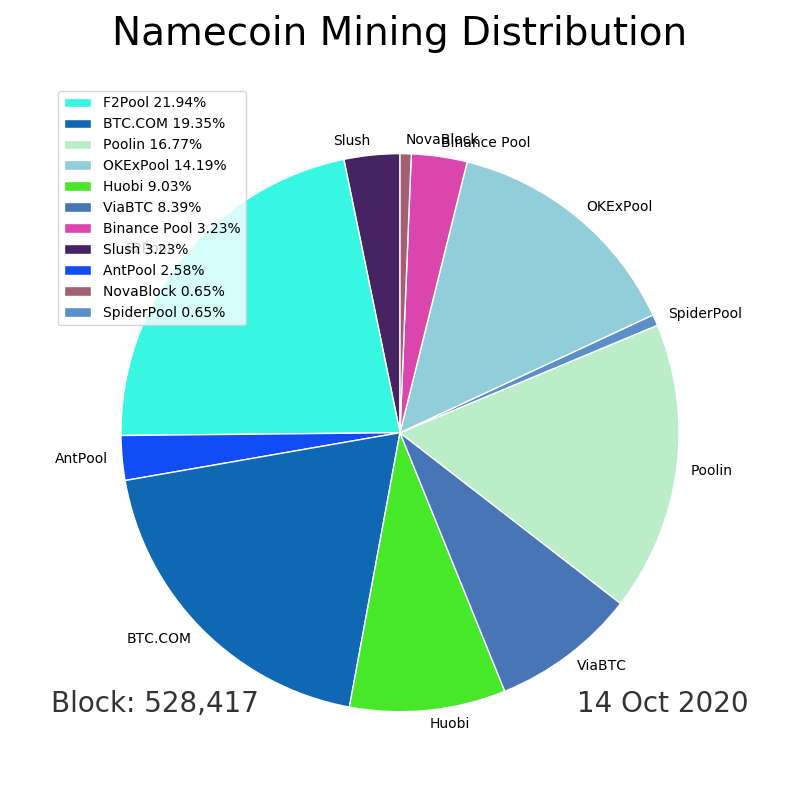 Namecoin Mining Distribution
F2Pool 21.94%
BTC.COM 19.35%
Poolin 16.77%
OKExPool 14.19%
Huobi 9.03%
ViaBTC 8.39%
Binance Pool 3.23%
Slush 3.23%
AntPool 2.58%
NovaBlock 0.65%
SpiderPool 0.65%
Slush
NovaBlock
Binance Pool
OKExPool
SpiderPool
Poolin
ViaBTC
Huobi
BTC.COM
AntPool
Block: 528,417
14 Oct 2020